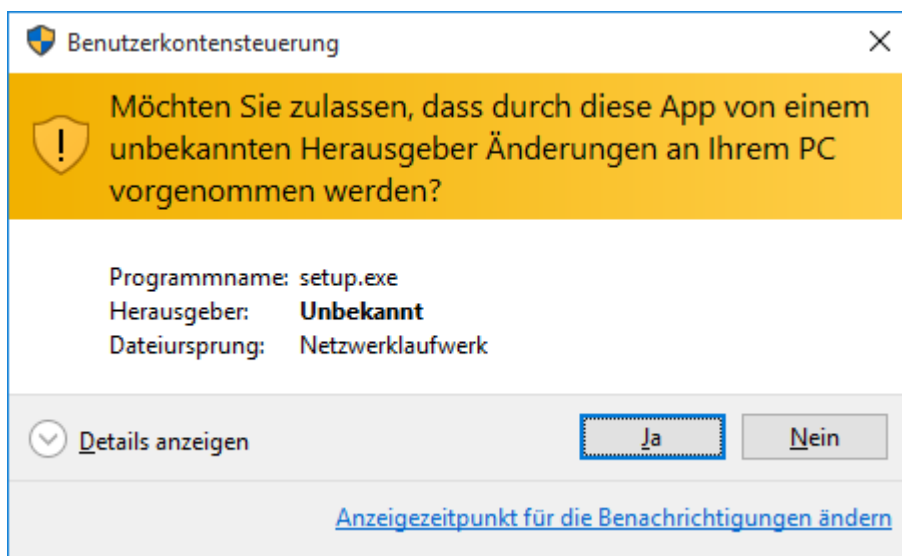 Benutzerkontensteuerung
Möchten Sie zulassen, dass durch diese App von einem
unbekannten Herausgeber Änderungen an Ihrem PC
vorgenommen werden?
Programmname: setup.exe
Herausgeber: Unbekannt
Dateiursprung: Netzwerklaufwerk
Details anzeigen
Ja
Nein
Anzeigezeitpunkt für die Benachrichtigungen ändern